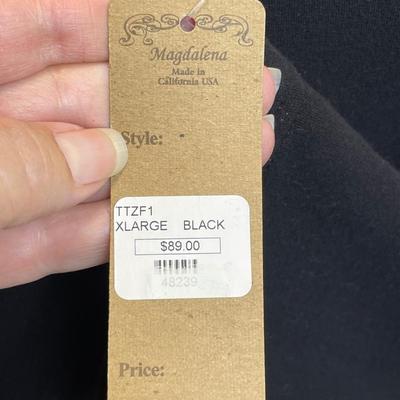 Magdalena
Made in
California USA
Style:
TTZF1
XLARGE BLACK
$89.00
48239
Price: